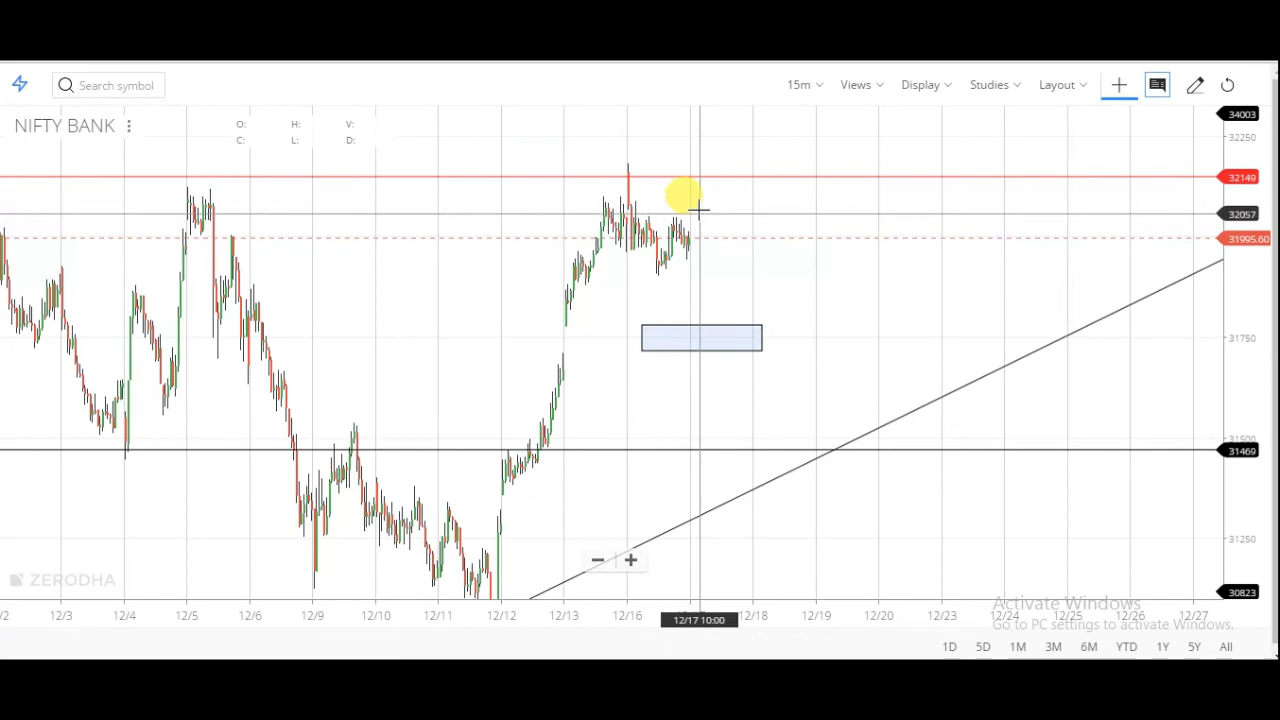 Search symbol
15m Views Display Studies Layout
NIFTY BANK
O: H: V:
C: L: D:
34003
32250
32149
32057
31995.60
31750
31500
31469
31250
30823
ZERODHA
− +
/2 12/3 12/4 12/5 12/6 12/9 12/10 12/11 12/12 12/13 12/16 12/17 12/18 12/19 12/20 12/23 12/24 12/26 12/27
12/17 10:00
Activate Windows
Go to PC settings to activate Windows.
1D 5D 1M 3M 6M YTD 1Y 5Y All